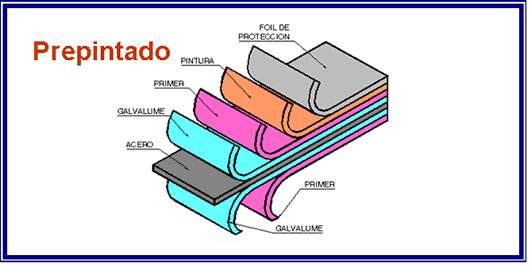 Prepintado
FOIL DE
PROTECCION
PINTURA
PRIMER
GALVALUME
ACERO
PRIMER
GALVALUME